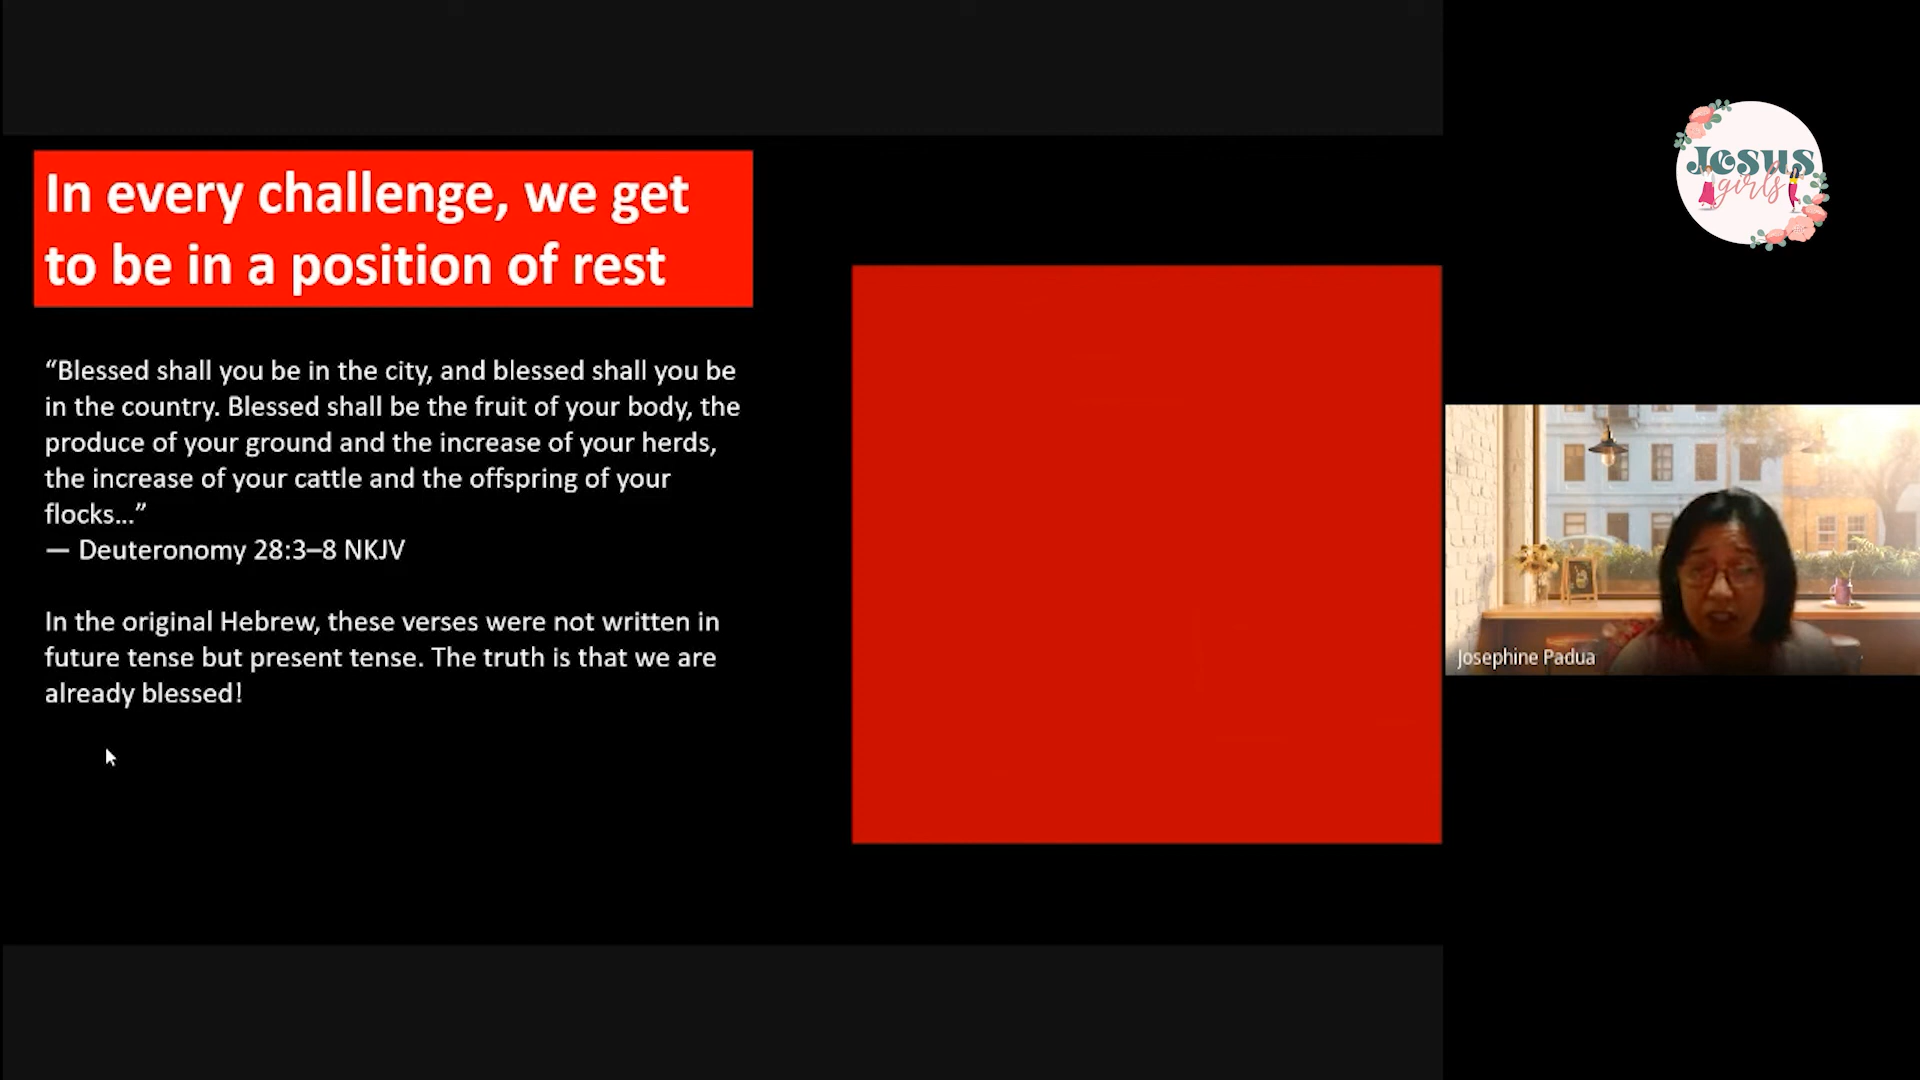 In every challenge, we get
to be in a position of rest
“Blessed shall you be in the city, and blessed shall you be
in the country. Blessed shall be the fruit of your body, the
produce of your ground and the increase of your herds,
the increase of your cattle and the offspring of your
flocks…”
— Deuteronomy 28:3–8 NKJV
In the original Hebrew, these verses were not written in
future tense but present tense. The truth is that we are
already blessed!
Jesus
girls
Josephine Padua